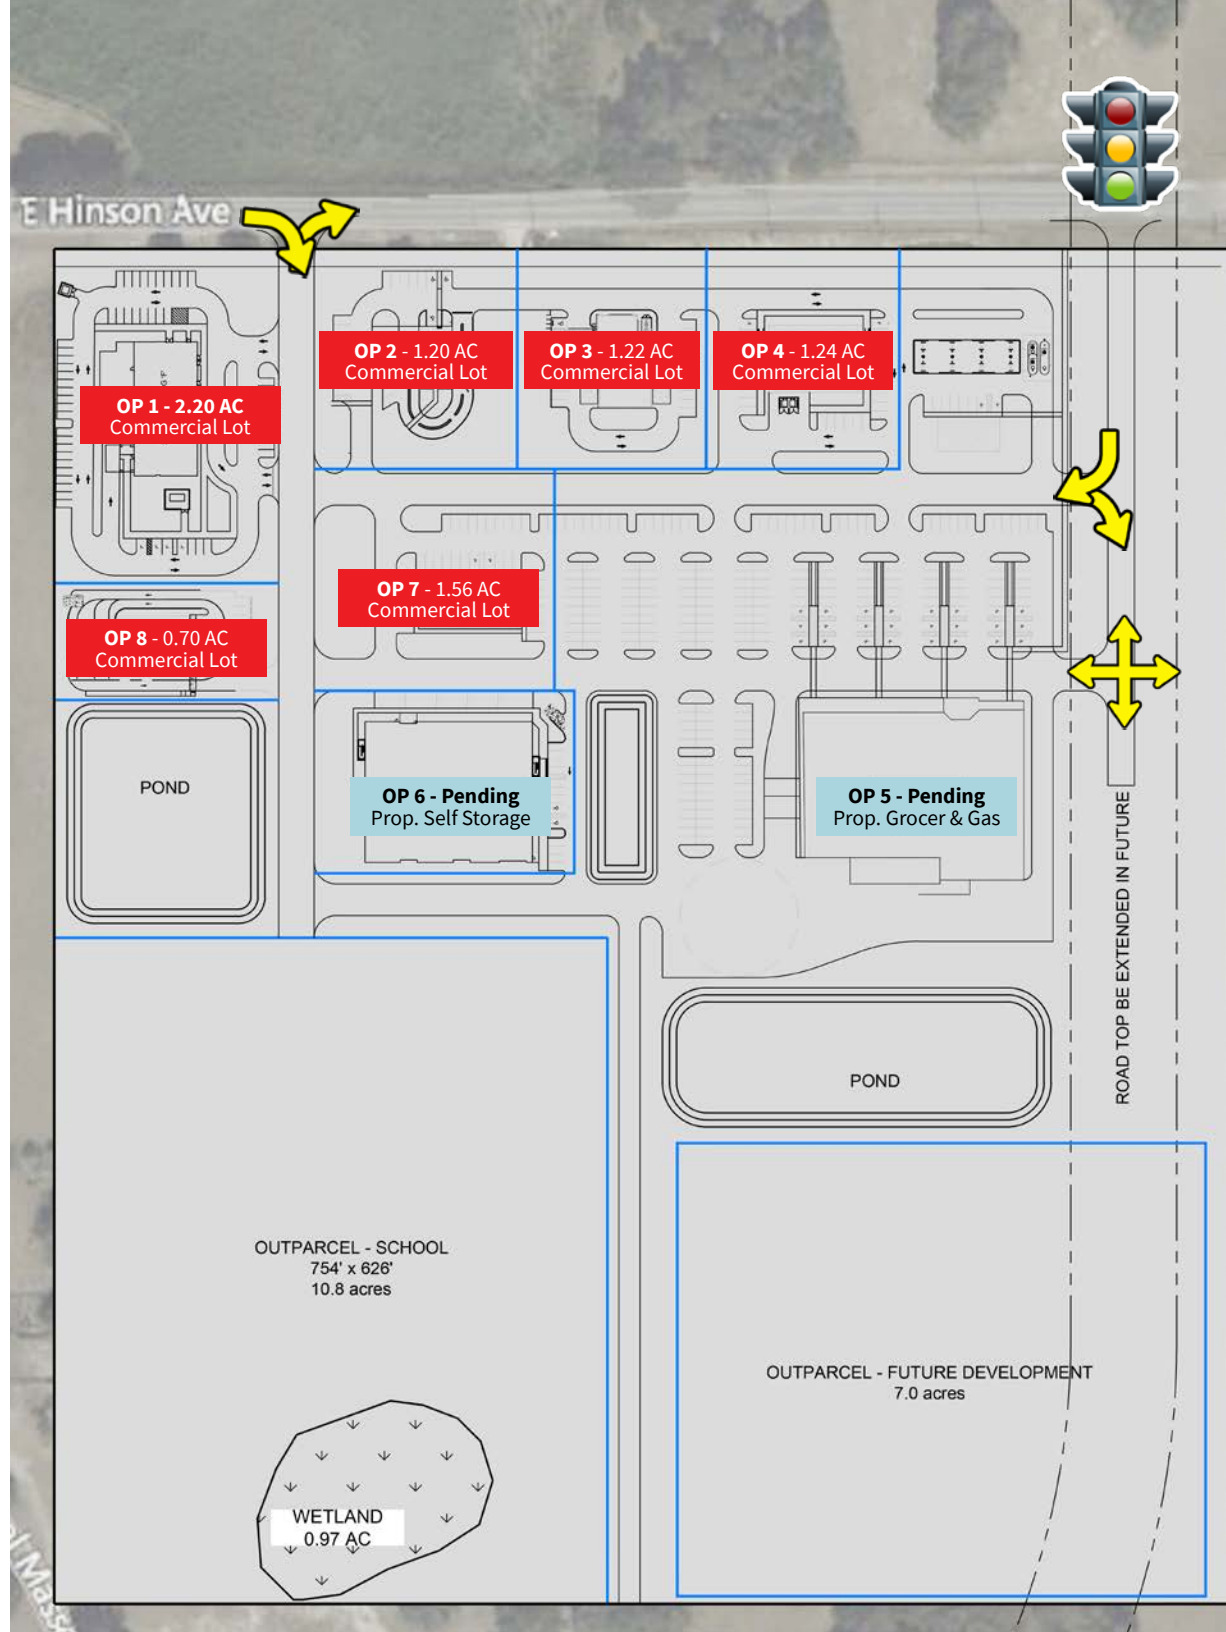 E Hinson Ave
OP 1 - 2.20 AC
Commercial Lot
OP 2 - 1.20 AC
Commercial Lot
OP 3 - 1.22 AC
Commercial Lot
OP 4 - 1.24 AC
Commercial Lot
OP 7 - 1.56 AC
Commercial Lot
OP 8 - 0.70 AC
Commercial Lot
POND
OP 6 - Pending
Prop. Self Storage
OP 5 - Pending
Prop. Grocer & Gas
ROAD TOP BE EXTENDED IN FUTURE
POND
OUTPARCEL - SCHOOL
754' x 626'
10.8 acres
OUTPARCEL - FUTURE DEVELOPMENT
7.0 acres
WETLAND
0.97 AC